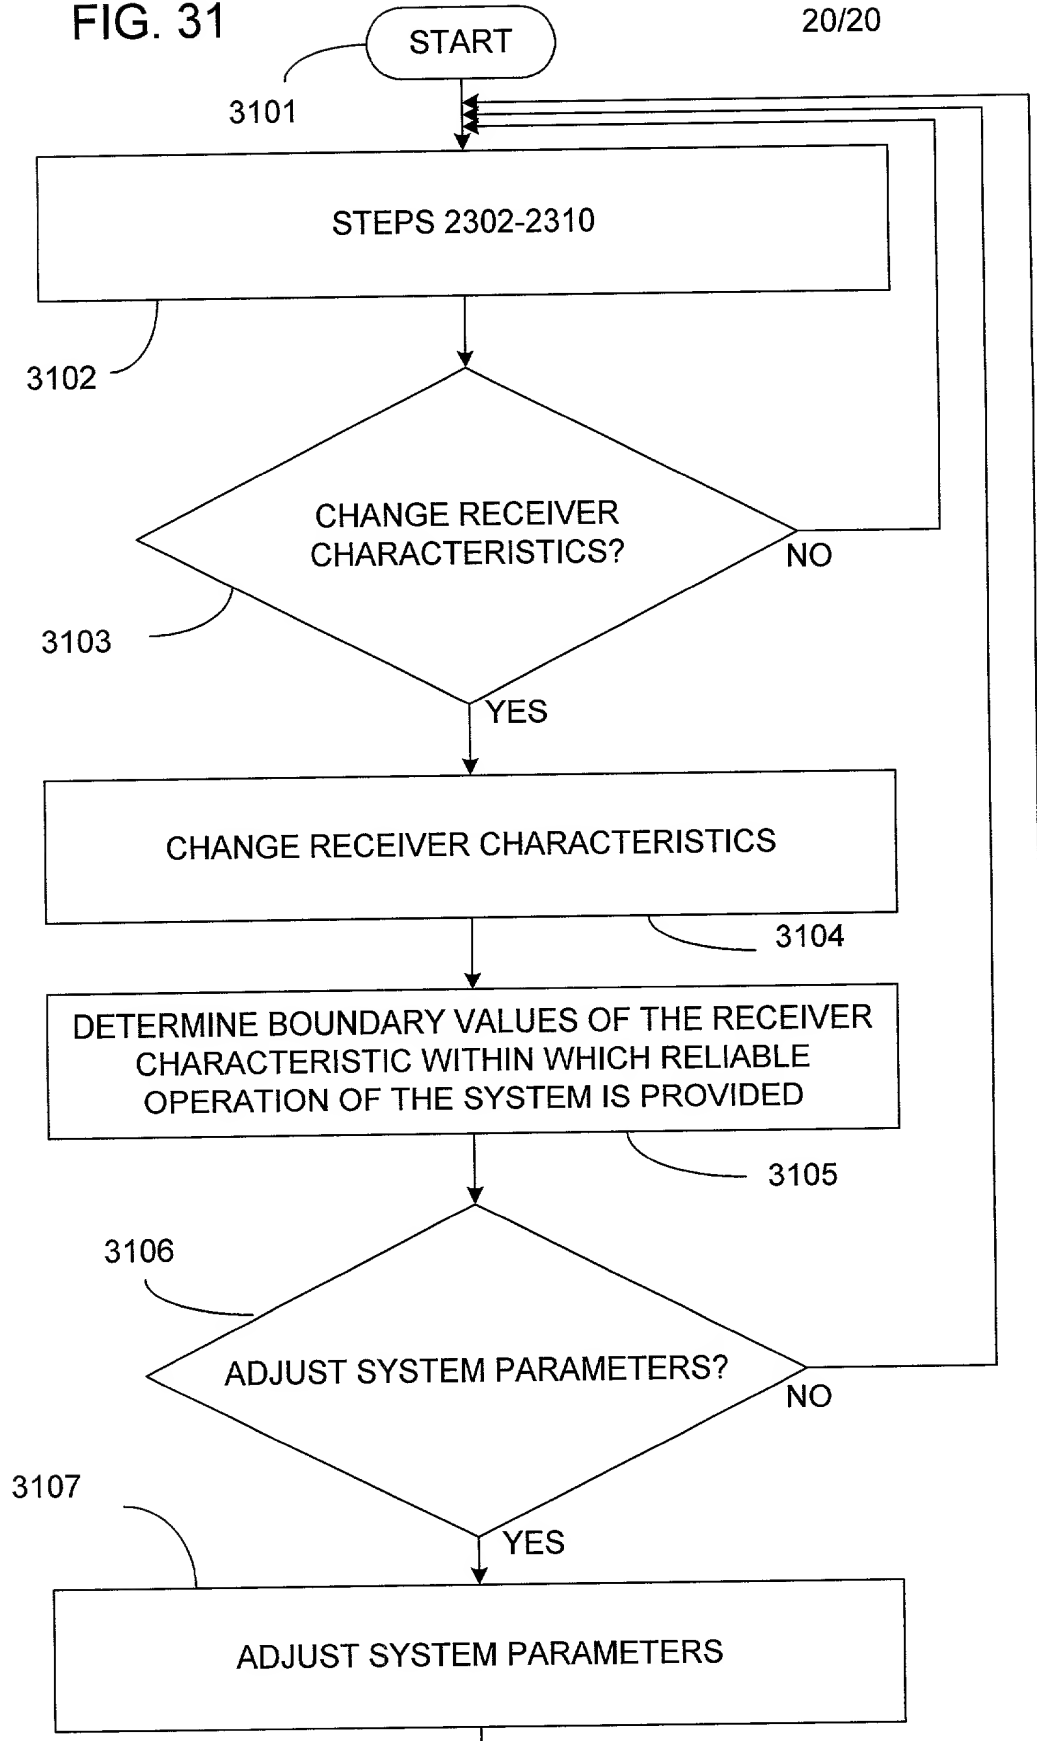 FIG. 31
20/20
START
3101
STEPS 2302-2310
3102
CHANGE RECEIVER
CHARACTERISTICS?
NO
3103
YES
CHANGE RECEIVER CHARACTERISTICS
3104
DETERMINE BOUNDARY VALUES OF THE RECEIVER
CHARACTERISTIC WITHIN WHICH RELIABLE
OPERATION OF THE SYSTEM IS PROVIDED
3105
3106
ADJUST SYSTEM PARAMETERS?
NO
3107
YES
ADJUST SYSTEM PARAMETERS